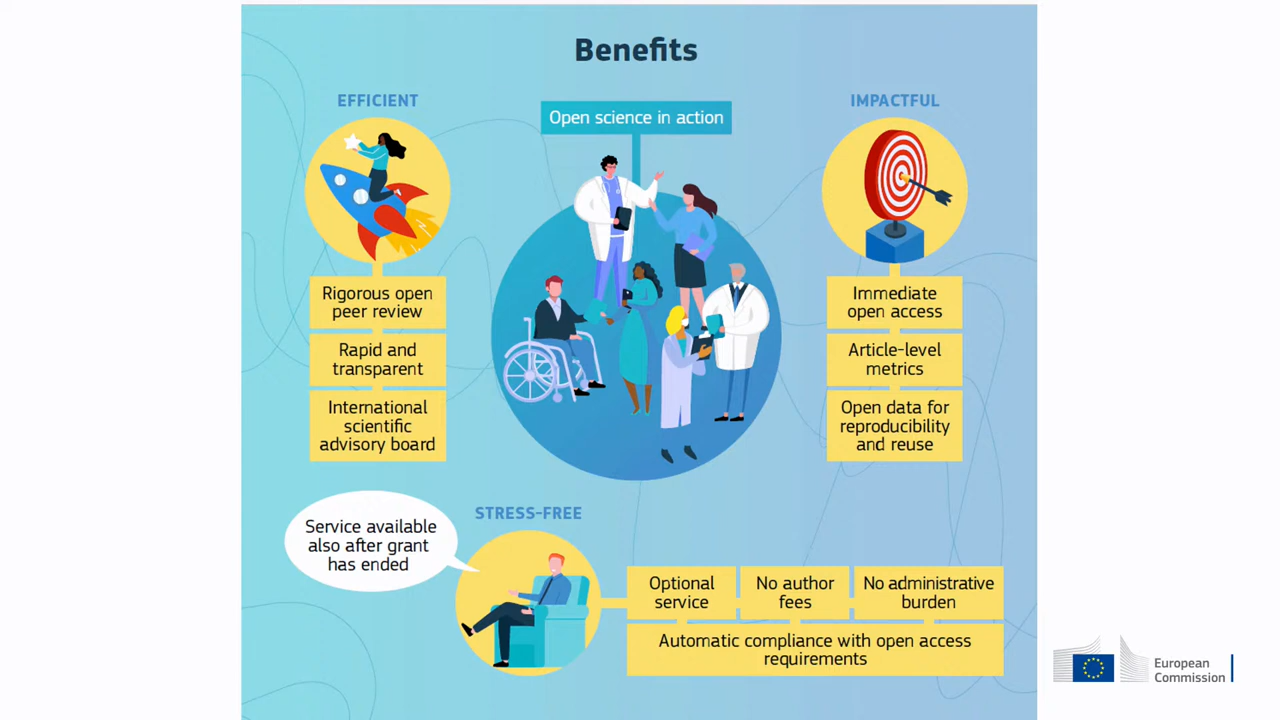 Benefits
EFFICIENT
Rigorous open
peer review
Rapid and
transparent
International
scientific
advisory board
Open science in action
IMPACTFUL
Immediate
open access
Article-level
metrics
Open data for
reproducibility
and reuse
STRESS-FREE
Service available
also after grant
has ended
Optional
service
No author
fees
No administrative
burden
Automatic compliance with open access
requirements
European
Commission